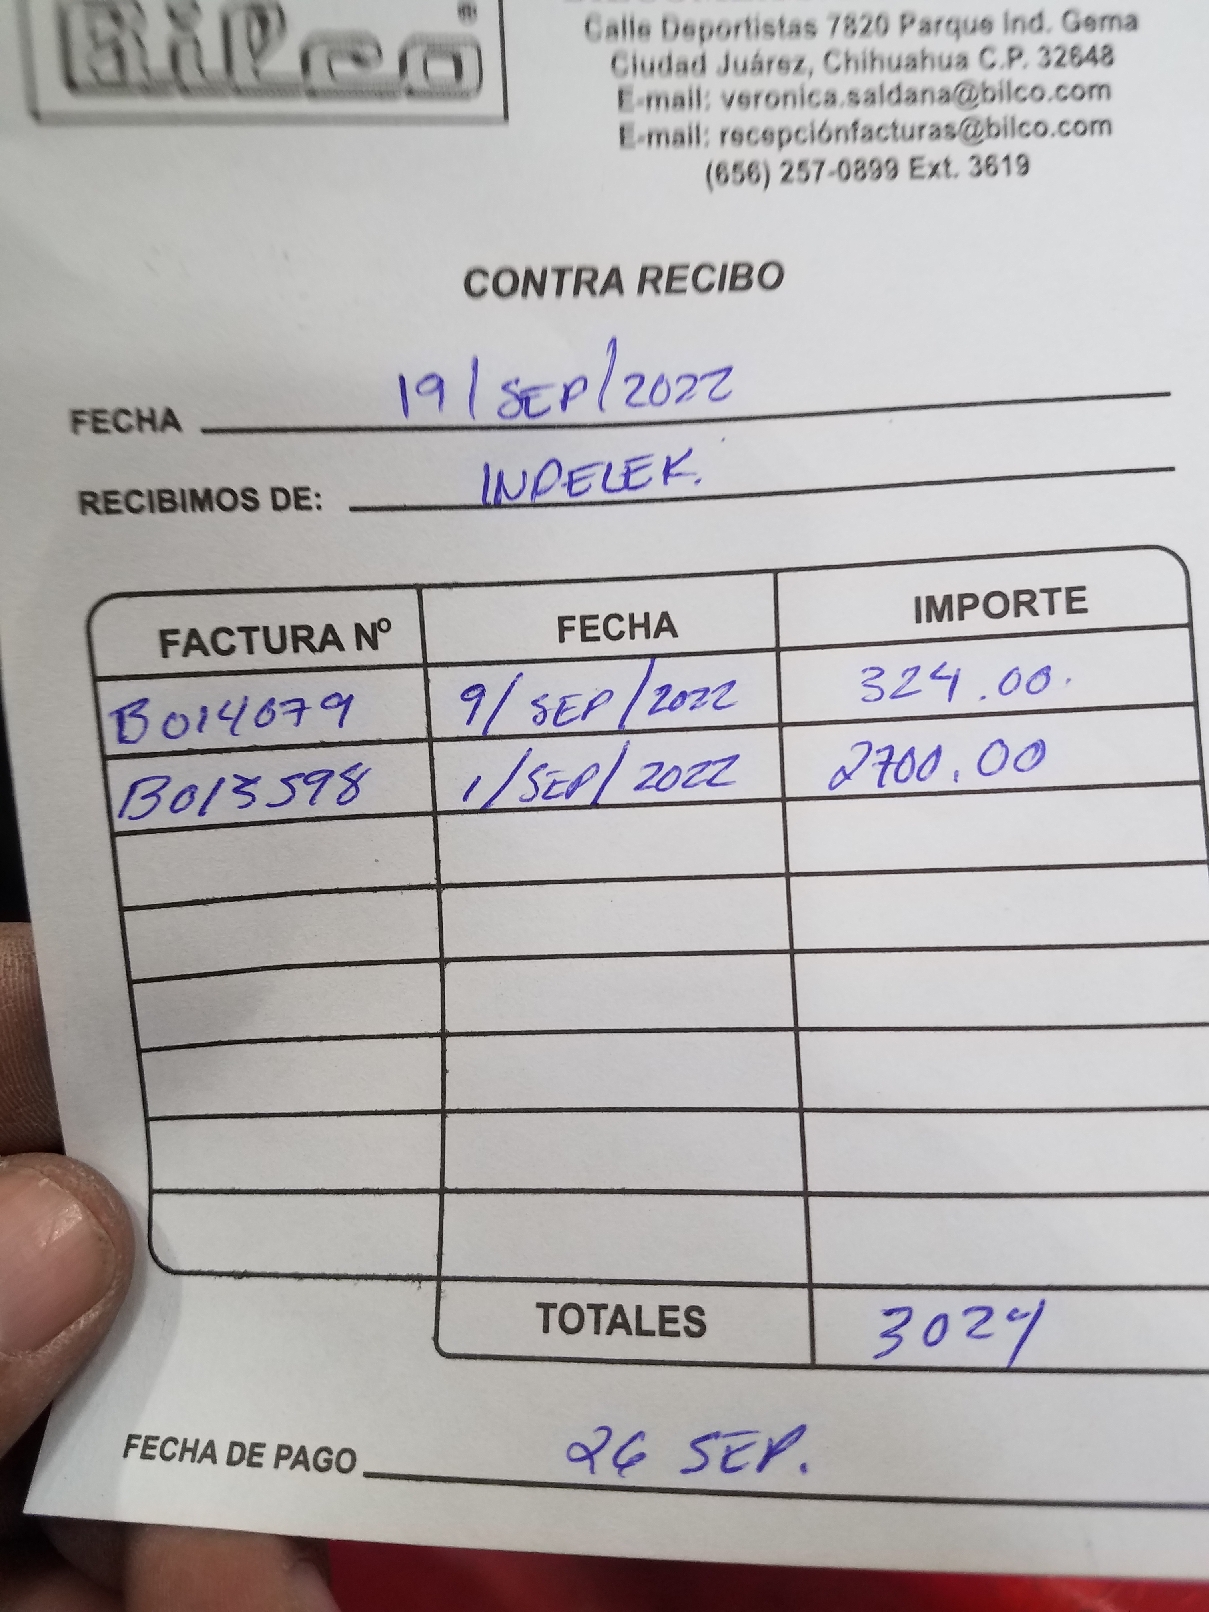 Bilco®
Calle Deportistas 7820 Parque Ind. Gema
Ciudad Juárez, Chihuahua C.P. 32648
E-mail: veronica.saldana@bilco.com
E-mail: recepciónfacturas@bilco.com
(656) 257-0899 Ext. 3619
CONTRA RECIBO
FECHA 19/SEP/2022
RECIBIMOS DE: INDELEK.
FACTURA Nº FECHA IMPORTE
B014079 9/SEP/2022 324.00.
B013598 1/SEP/2022 2700.00
TOTALES 3024
FECHA DE PAGO 26 SEP.